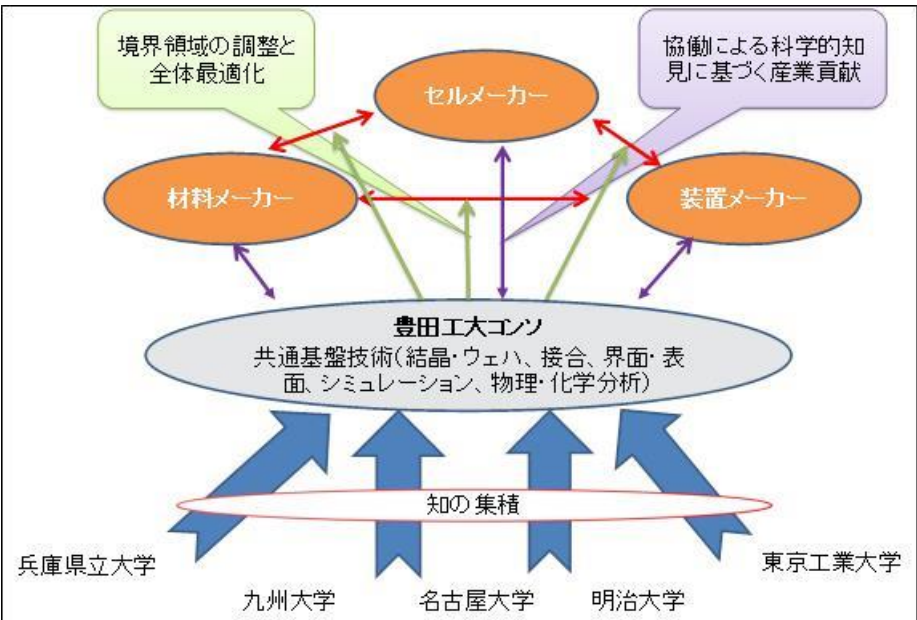 境界領域の調整と
全体最適化
協働による科学的知
見に基づく産業貢献
セルメーカー
材料メーカー
装置メーカー
豊田工大コンソ
共通基盤技術(結晶・ウェハ、接合、界面・表
面、シミュレーション、物理・化学分析)
知の集積
兵庫県立大学
東京工業大学
九州大学
名古屋大学
明治大学